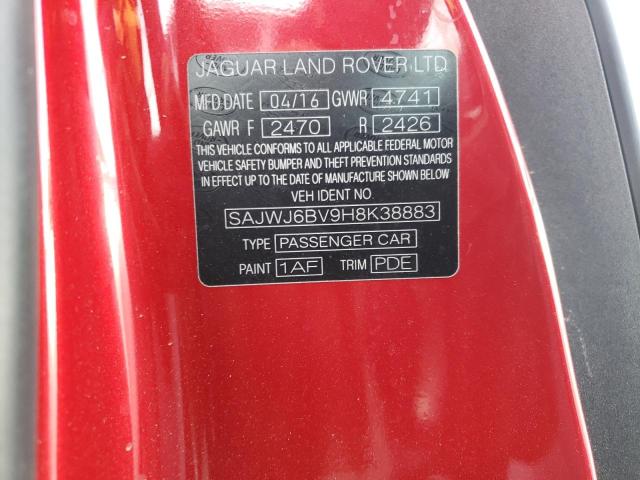 JAGUAR LAND ROVER LTD
MFD DATE 04/16 GVWR 4741
GAWR F 2470 R 2426
THIS VEHICLE CONFORMS TO ALL APPLICABLE FEDERAL MOTOR
VEHICLE SAFETY BUMPER AND THEFT PREVENTION STANDARDS
IN EFFECT UP TO THE DATE OF MANUFACTURE SHOWN BELOW
VEH IDENT NO.
SAJWJ6BV9H8K38883
TYPE PASSENGER CAR
PAINT 1AF TRIM PDE